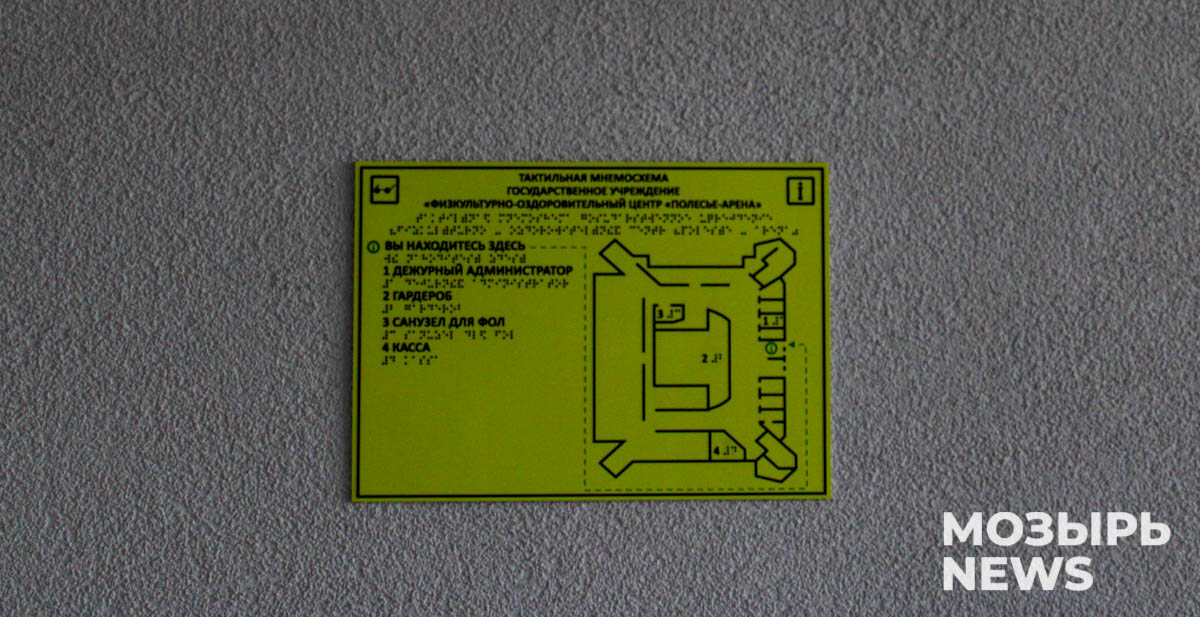 ТАКТИЛЬНАЯ МНЕМОСХЕМА
ГОСУДАРСТВЕННОЕ УЧРЕЖДЕНИЕ
«ФИЗКУЛЬТУРНО-ОЗДОРОВИТЕЛЬНЫЙ ЦЕНТР «ПОЛЕСЬЕ-АРЕНА»
ВЫ НАХОДИТЕСЬ ЗДЕСЬ
1 ДЕЖУРНЫЙ АДМИНИСТРАТОР
2 ГАРДЕРОБ
3 САНУЗЕЛ ДЛЯ ФОЛ
4 КАССА
3
1
2
4
МОЗЫРЬ
NEWS